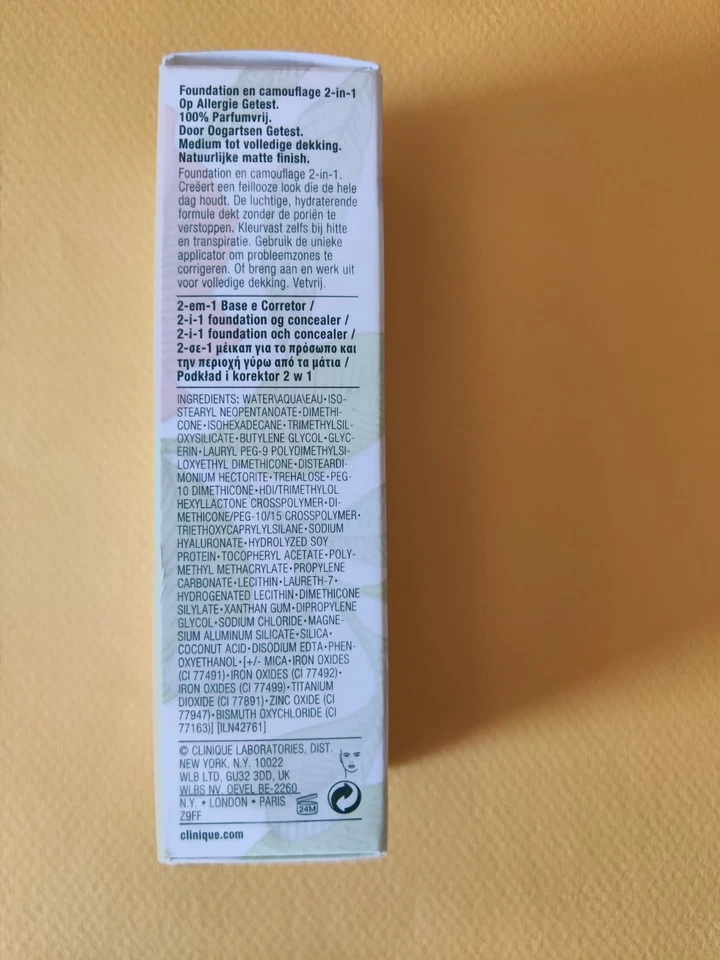 Foundation en camouflage 2-in-1
Op Allergie Getest.
100% Parfumvrij.
Door Oogartsen Getest.
Medium tot volledige dekking.
Natuurlijke matte finish.
Foundation en camouflage 2-in-1.
Creëert een feilloze look die de hele
dag houdt. De luchtige, hydraterende
formule dekt zonder de poriën te
verstoppen. Kleurvast zelfs bij hitte
en transpiratie. Gebruik de unieke
applicator om probleemzones te
corrigeren. Of breng aan en werk uit
voor volledige dekking. Vetvrij.
2-em-1 Base e Corretor /
2-i-1 foundation og concealer /
2-i-1 foundation och concealer /
2-σε-1 μέικαπ για το πρόσωπο και
την περιοχή γύρω από τα μάτια /
Podkład i korektor 2 w 1
INGREDIENTS: WATER\AQUA\EAU•ISO-
STEARYL NEOPENTANOATE•DIMETHI-
CONE•ISOHEXADECANE•TRIMETHYLSIL-
OXYSILICATE•BUTYLENE GLYCOL•GLYC-
ERIN•LAURYL PEG-9 POLYDIMETHYLSI-
LOXYETHYL DIMETHICONE•DISTEARDI-
MONIUM HECTORITE•TREHALOSE•PEG-
10 DIMETHICONE•HDI/TRIMETHYLOL
HEXYLLACTONE CROSSPOLYMER•DI-
METHICONE/PEG-10/15 CROSSPOLYMER•
TRIETHOXYCAPRYLYLSILANE•SODIUM
HYALURONATE•HYDROLYZED SOY
PROTEIN•TOCOPHERYL ACETATE•POLY-
METHYL METHACRYLATE•PROPYLENE
CARBONATE•LECITHIN•LAURETH-7•
HYDROGENATED LECITHIN•DIMETHICONE
SILYLATE•XANTHAN GUM•DIPROPYLENE
GLYCOL•SODIUM CHLORIDE•MAGNE-
SIUM ALUMINUM SILICATE•SILICA•
COCONUT ACID•DISODIUM EDTA•PHEN-
OXYETHANOL•[+/- MICA•IRON OXIDES
(CI 77491)•IRON OXIDES (CI 77492)•
IRON OXIDES (CI 77499)•TITANIUM
DIOXIDE (CI 77891)•ZINC OXIDE (CI
77947)•BISMUTH OXYCHLORIDE (CI
77163)] [ILN42761]
© CLINIQUE LABORATORIES, DIST.
NEW YORK, N.Y. 10022
WLB LTD, GU32 3DD, UK
WLBS NV. OEVEL BE-2260
N.Y. • LONDON • PARIS
Z9FF
24M
clinique.com